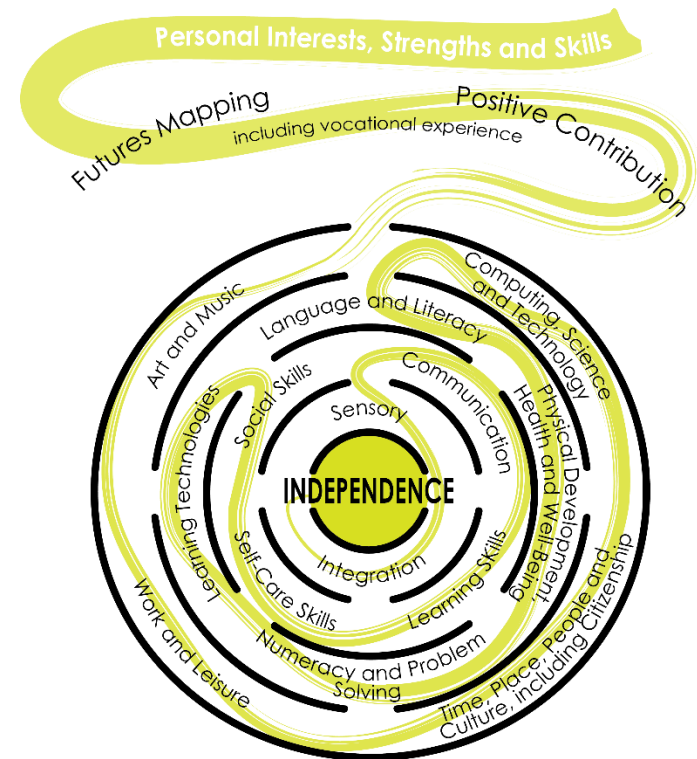 Personal Interests, Strengths and Skills
Futures Mapping
including vocational experience
Positive Contribution
Art and Music
Computing, Science
and Technology
Language and Literacy
Social Skills
Communication
Sensory
Learning Technologies
Physical Development,
Health and Well-Being
INDEPENDENCE
Integration
Self-Care Skills
Learning Skills
Numeracy and Problem
Solving
Work and Leisure
Time, Place, People and
Culture, including Citizenship